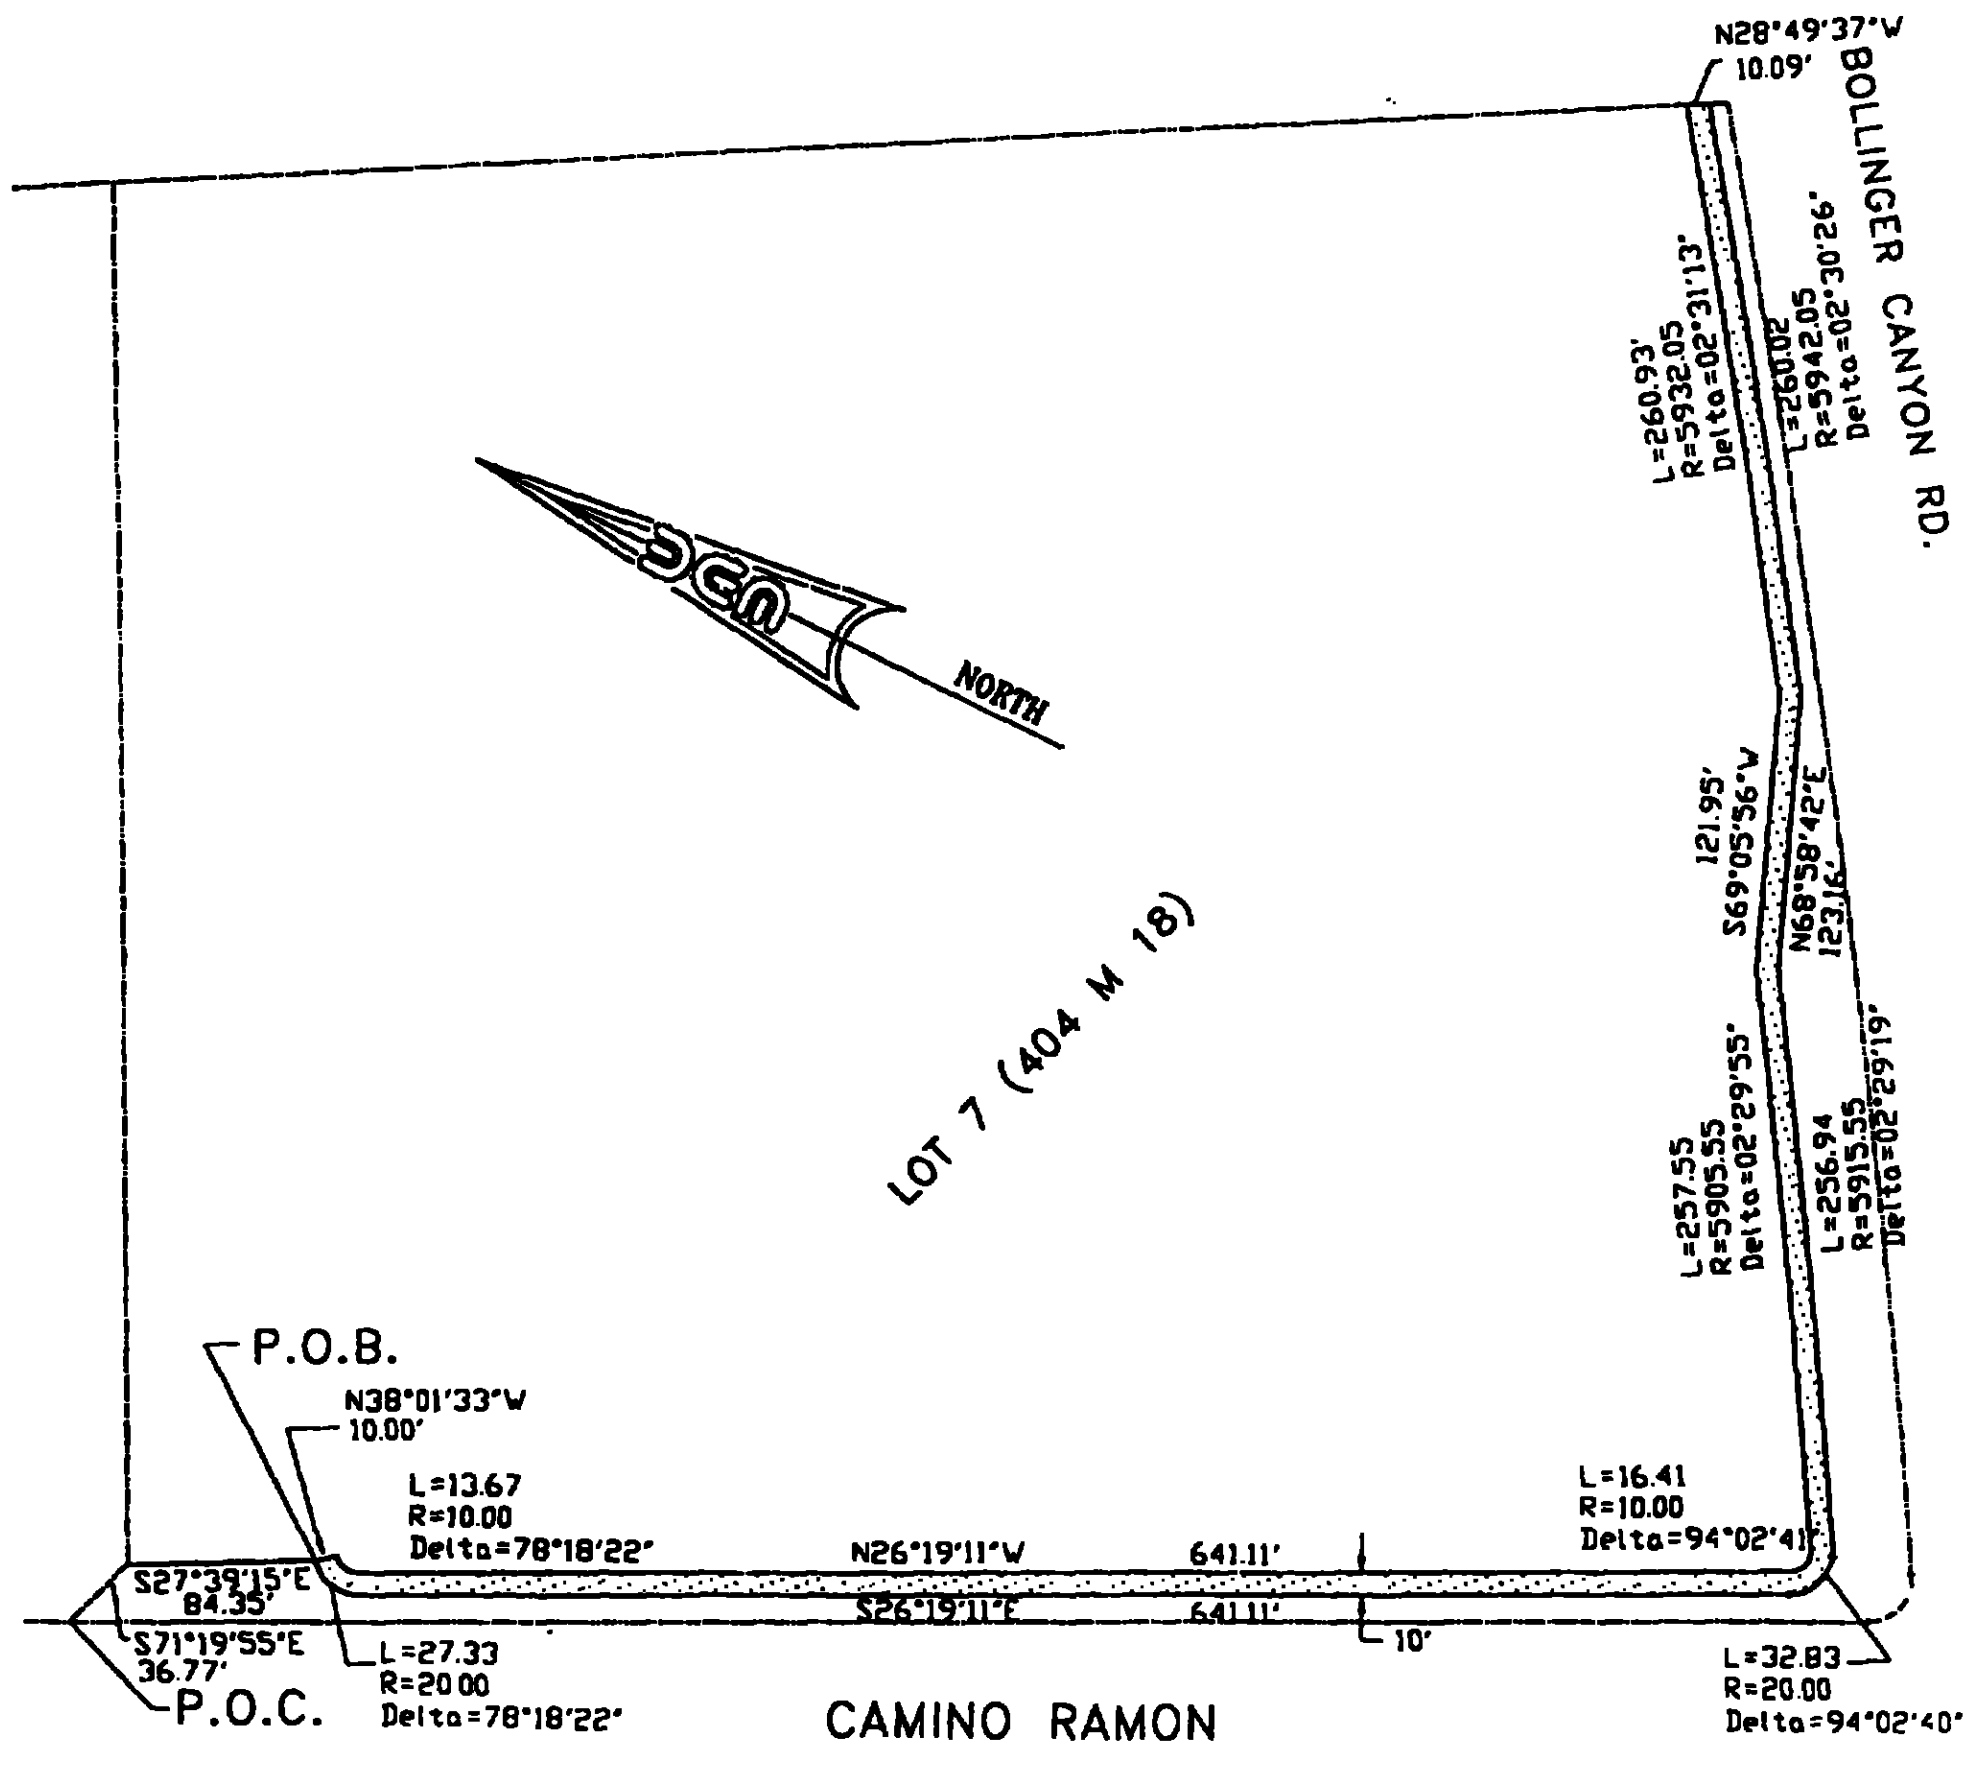 N28°49'37"W
10.09'
BOLLINGER CANYON RD.
L=260.93'
R=5932.05
Delta=02°31'13"
L=260.02
R=5942.05
Delta=02°30'26"
NORTH
121.95'
S69°05'56"W
N68°58'42"E
123.16'
LOT 7 (404 M 18)
L=257.55
R=5905.55
Delta=02°29'55"
L=256.94
R=5915.55
Delta=02°29'19"
P.O.B.
N38°01'33"W
10.00'
L=13.67
R=10.00
Delta=78°18'22"
N26°19'11"W 641.11'
L=16.41
R=10.00
Delta=94°02'41"
S27°39'15"E
84.35'
S26°19'11"E 641.11'
10'
S71°19'55"E
36.77'
P.O.C.
L=27.33
R=20.00
Delta=78°18'22"
CAMINO RAMON
L=32.83
R=20.00
Delta=94°02'40"